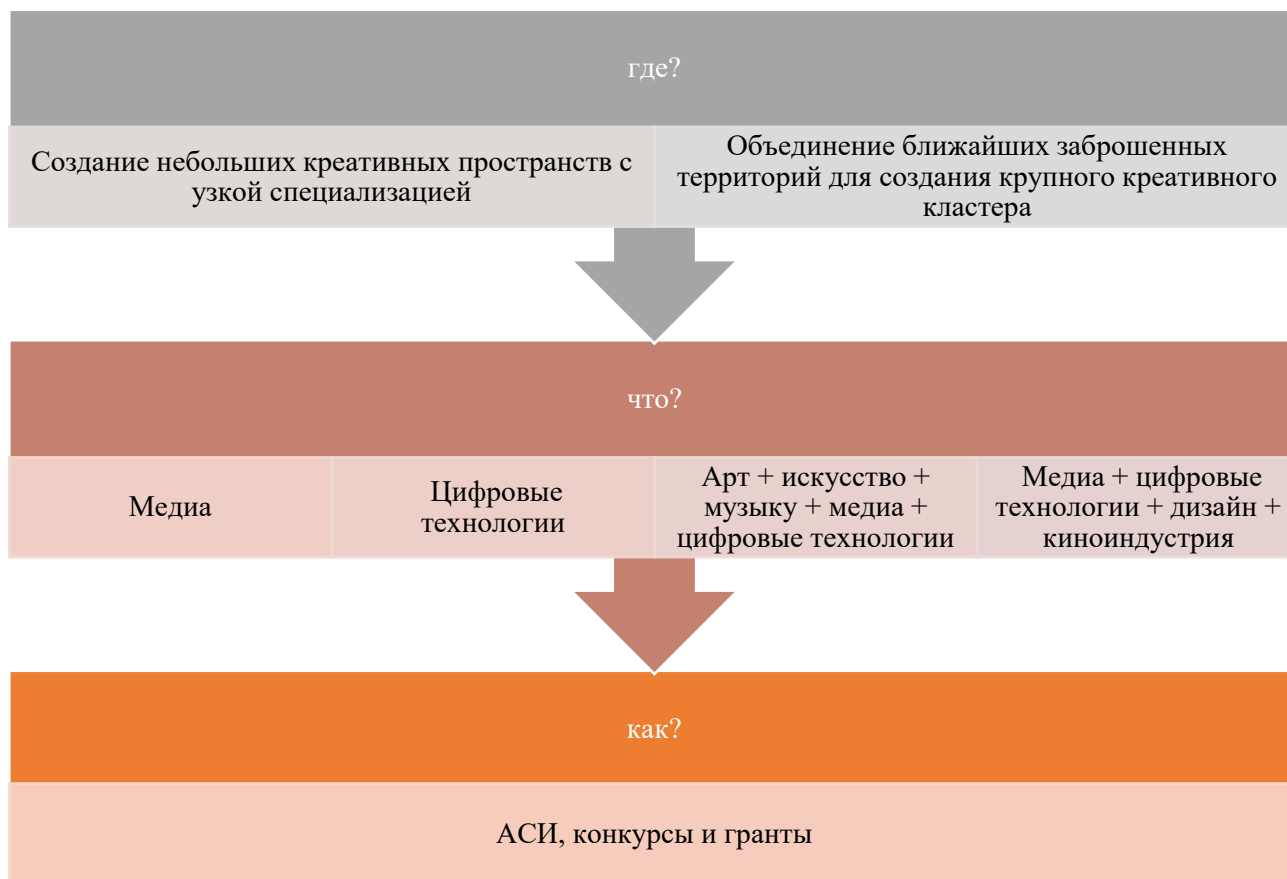 где?
Создание небольших креативных пространств с
узкой специализацией
Объединение ближайших заброшенных
территорий для создания крупного креативного
кластера
что?
Медиа
Цифровые
технологии
Арт + искусство +
музыку + медиа +
цифровые технологии
Медиа + цифровые
технологии + дизайн +
киноиндустрия
как?
АСИ, конкурсы и гранты